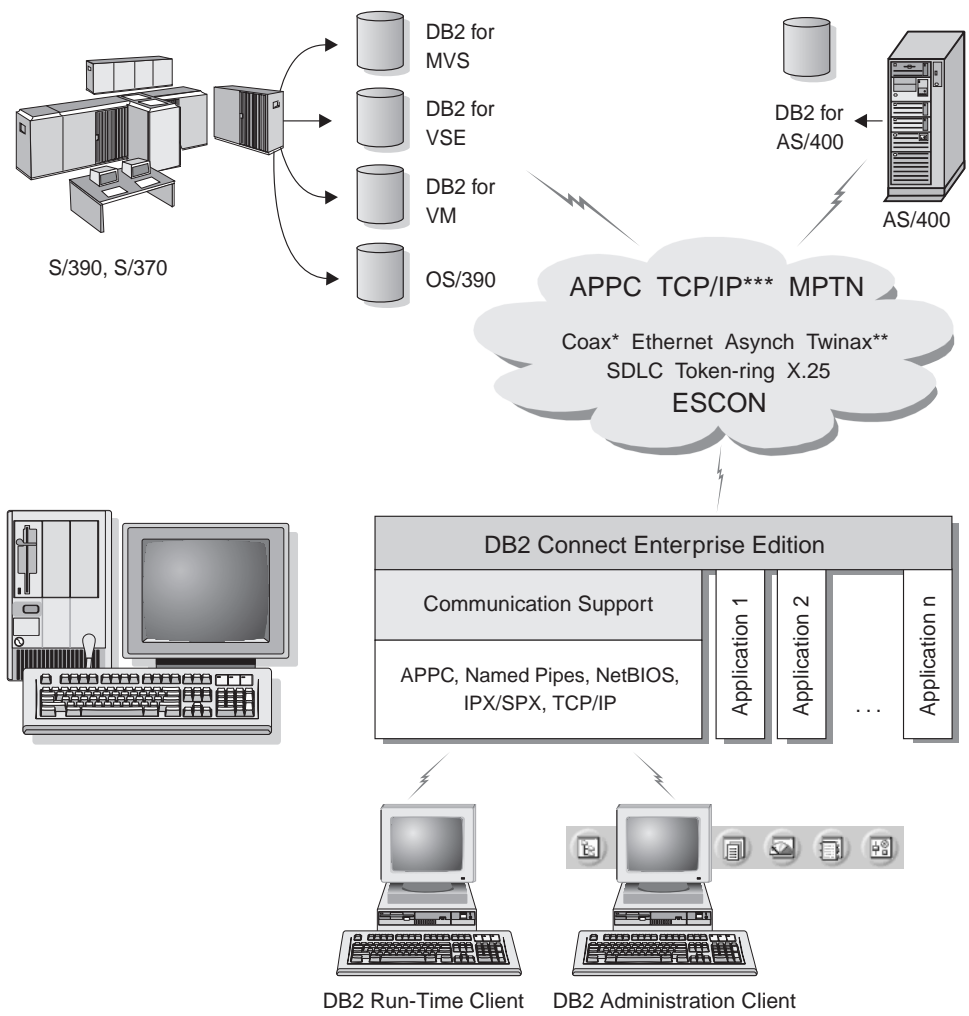 DB2 for
MVS
DB2 for
VSE
DB2 for
VM
OS/390
S/390, S/370
DB2 for
AS/400
AS/400
APPC TCP/IP*** MPTN
Coax* Ethernet Asynch Twinax**
SDLC Token-ring X.25
ESCON
DB2 Connect Enterprise Edition
Communication Support
APPC, Named Pipes, NetBIOS,
IPX/SPX, TCP/IP
Application 1
Application 2
. . .
Application n
DB2 Run-Time Client
DB2 Administration Client